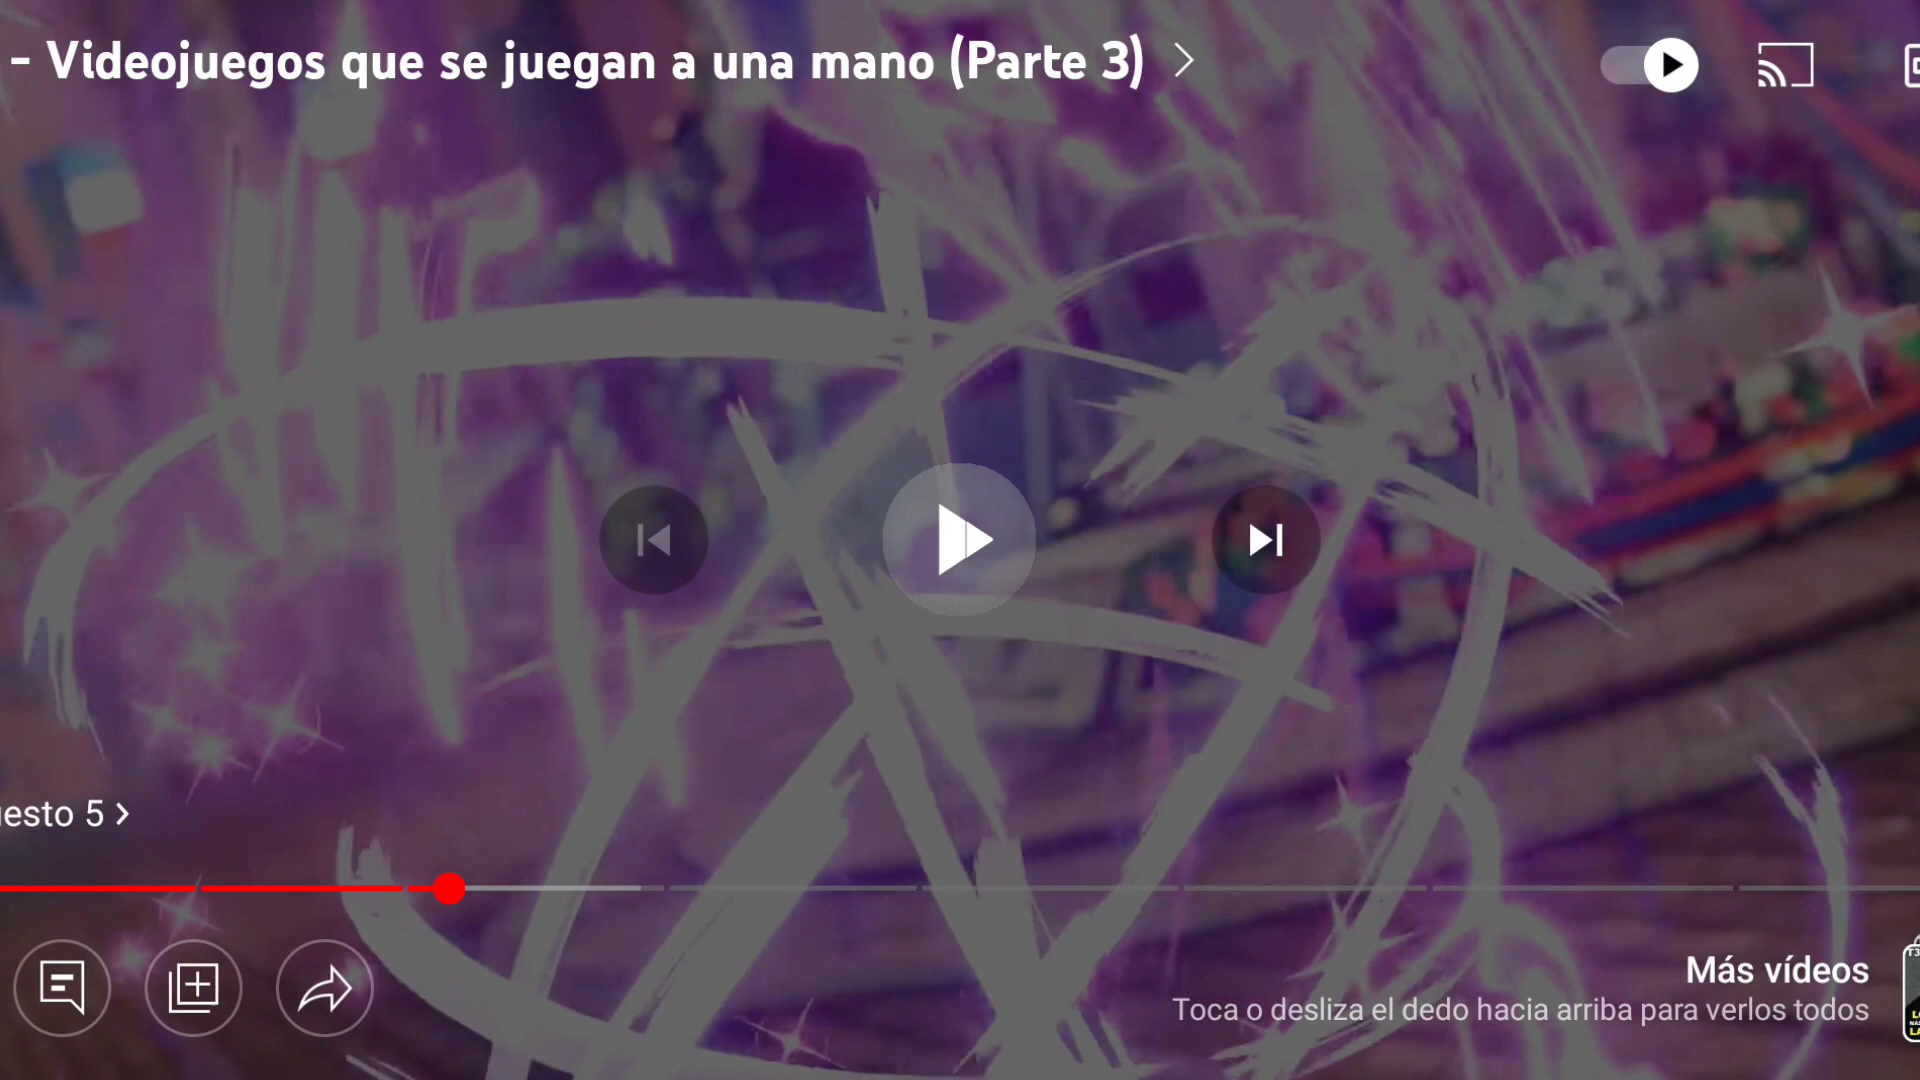 - Videojuegos que se juegan a una mano (Parte 3)
uesto 5
Más vídeos
Toca o desliza el dedo hacia arriba para verlos todos